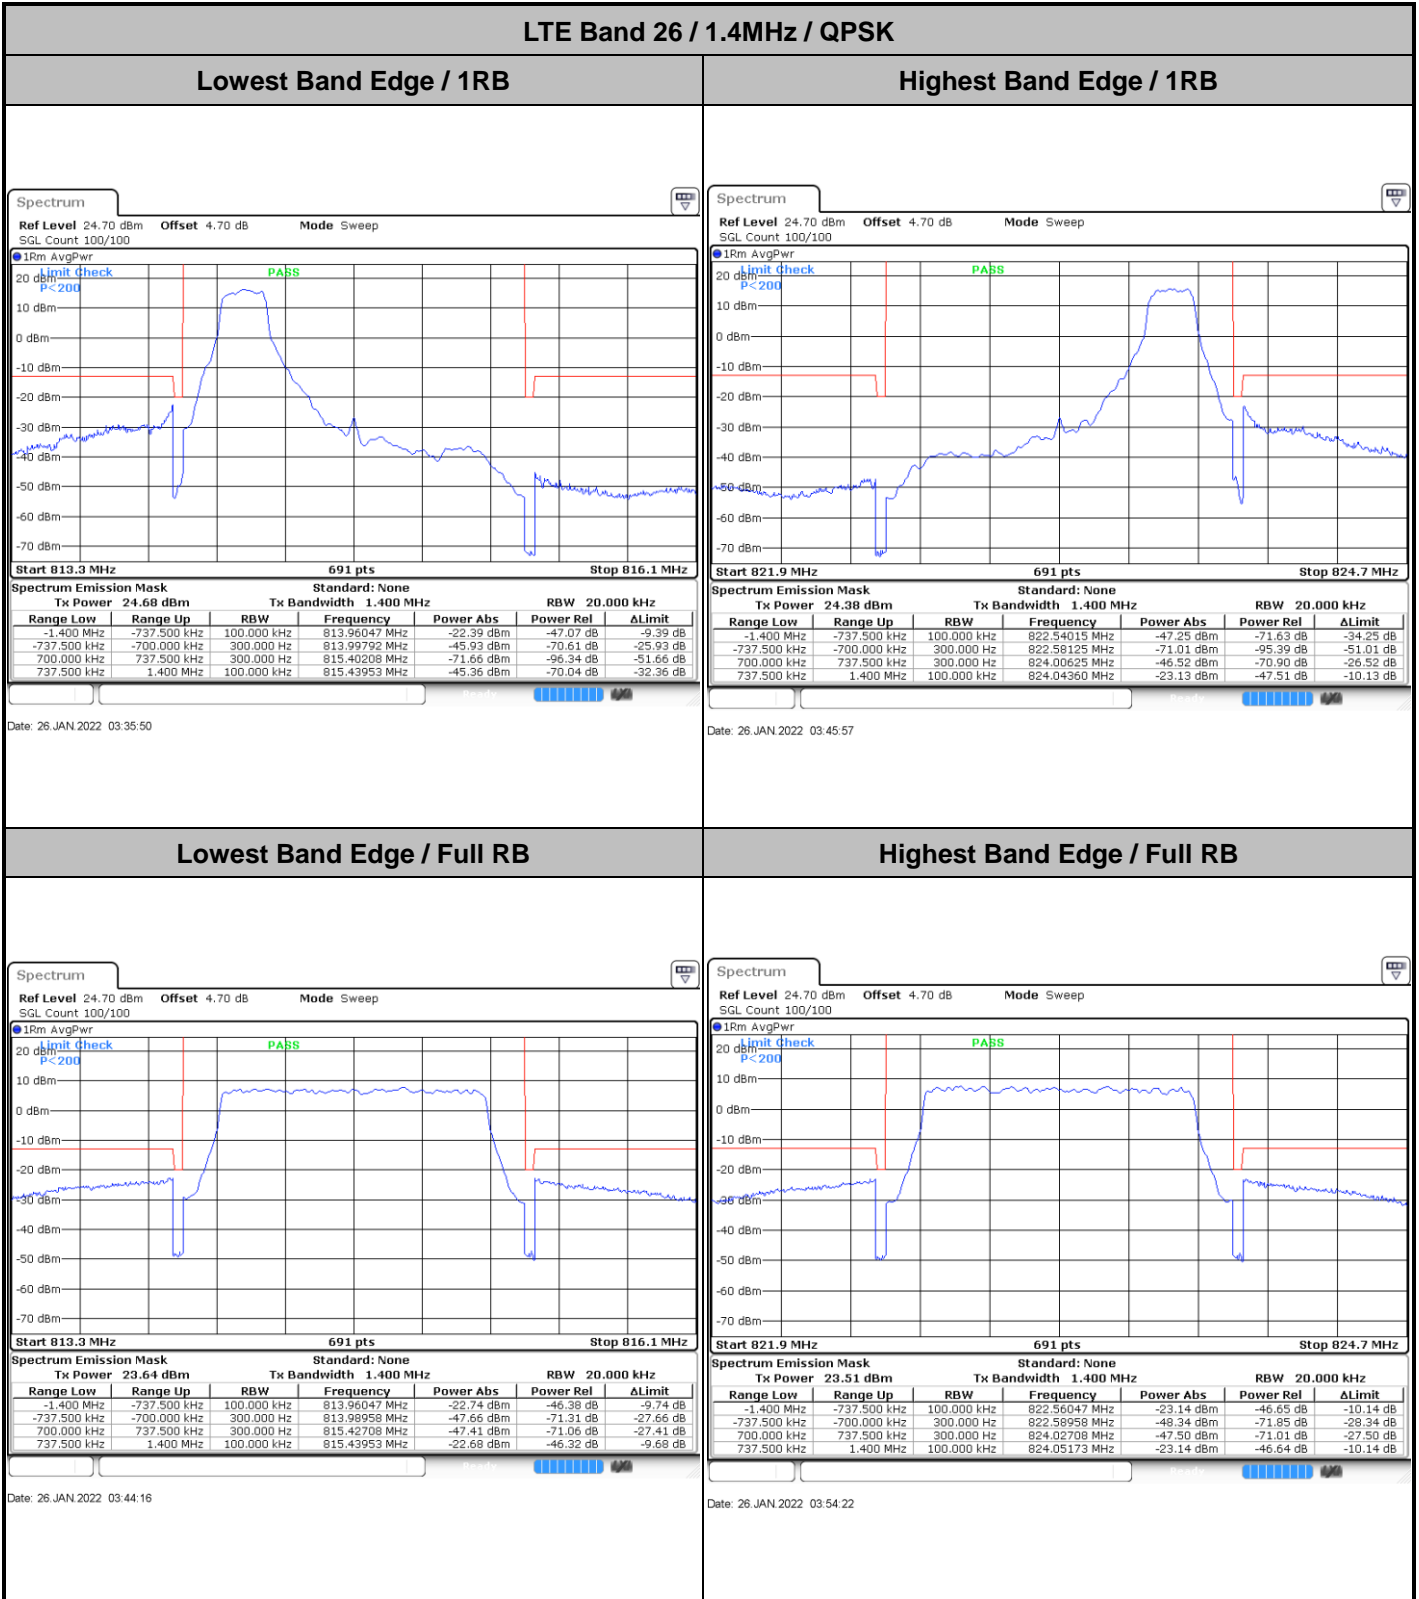 LTE Band 26 / 1.4MHz / QPSK
Lowest Band Edge / 1RB
Highest Band Edge / 1RB
Spectrum
Ref Level 24.70 dBm Offset 4.70 dB Mode Sweep
SGL Count 100/100
1Rm AvgPwr
Limit Check PASS
P<200
20 dBm
10 dBm
0 dBm
-10 dBm
-20 dBm
-30 dBm
-40 dBm
-50 dBm
-60 dBm
-70 dBm
Start 813.3 MHz 691 pts Stop 816.1 MHz
Spectrum Emission Mask Standard: None
Tx Power 24.68 dBm Tx Bandwidth 1.400 MHz RBW 20.000 kHz
Range Low Range Up RBW Frequency Power Abs Power Rel ΔLimit
-1.400 MHz -737.500 kHz 100.000 kHz 813.96047 MHz -22.39 dBm -47.07 dB -9.39 dB
-737.500 kHz -700.000 kHz 300.000 Hz 813.99792 MHz -45.93 dBm -70.61 dB -25.93 dB
700.000 kHz 737.500 kHz 300.000 Hz 815.40208 MHz -71.66 dBm -96.34 dB -51.66 dB
737.500 kHz 1.400 MHz 100.000 kHz 815.43953 MHz -45.36 dBm -70.04 dB -32.36 dB
Ready
Date: 26.JAN.2022 03:35:50
Spectrum
Ref Level 24.70 dBm Offset 4.70 dB Mode Sweep
SGL Count 100/100
1Rm AvgPwr
Limit Check PASS
P<200
20 dBm
10 dBm
0 dBm
-10 dBm
-20 dBm
-30 dBm
-40 dBm
-50 dBm
-60 dBm
-70 dBm
Start 821.9 MHz 691 pts Stop 824.7 MHz
Spectrum Emission Mask Standard: None
Tx Power 24.38 dBm Tx Bandwidth 1.400 MHz RBW 20.000 kHz
Range Low Range Up RBW Frequency Power Abs Power Rel ΔLimit
-1.400 MHz -737.500 kHz 100.000 kHz 822.54015 MHz -47.25 dBm -71.63 dB -34.25 dB
-737.500 kHz -700.000 kHz 300.000 Hz 822.58125 MHz -71.01 dBm -95.39 dB -51.01 dB
700.000 kHz 737.500 kHz 300.000 Hz 824.00625 MHz -46.52 dBm -70.90 dB -26.52 dB
737.500 kHz 1.400 MHz 100.000 kHz 824.04360 MHz -23.13 dBm -47.51 dB -10.13 dB
Ready
Date: 26.JAN.2022 03:45:57
Lowest Band Edge / Full RB
Highest Band Edge / Full RB
Spectrum
Ref Level 24.70 dBm Offset 4.70 dB Mode Sweep
SGL Count 100/100
1Rm AvgPwr
Limit Check PASS
P<200
20 dBm
10 dBm
0 dBm
-10 dBm
-20 dBm
-30 dBm
-40 dBm
-50 dBm
-60 dBm
-70 dBm
Start 813.3 MHz 691 pts Stop 816.1 MHz
Spectrum Emission Mask Standard: None
Tx Power 23.64 dBm Tx Bandwidth 1.400 MHz RBW 20.000 kHz
Range Low Range Up RBW Frequency Power Abs Power Rel ΔLimit
-1.400 MHz -737.500 kHz 100.000 kHz 813.96047 MHz -22.74 dBm -46.38 dB -9.74 dB
-737.500 kHz -700.000 kHz 300.000 Hz 813.98958 MHz -47.66 dBm -71.31 dB -27.66 dB
700.000 kHz 737.500 kHz 300.000 Hz 815.42708 MHz -47.41 dBm -71.06 dB -27.41 dB
737.500 kHz 1.400 MHz 100.000 kHz 815.43953 MHz -22.68 dBm -46.32 dB -9.68 dB
Ready
Date: 26.JAN.2022 03:44:16
Spectrum
Ref Level 24.70 dBm Offset 4.70 dB Mode Sweep
SGL Count 100/100
1Rm AvgPwr
Limit Check PASS
P<200
20 dBm
10 dBm
0 dBm
-10 dBm
-20 dBm
-30 dBm
-40 dBm
-50 dBm
-60 dBm
-70 dBm
Start 821.9 MHz 691 pts Stop 824.7 MHz
Spectrum Emission Mask Standard: None
Tx Power 23.51 dBm Tx Bandwidth 1.400 MHz RBW 20.000 kHz
Range Low Range Up RBW Frequency Power Abs Power Rel ΔLimit
-1.400 MHz -737.500 kHz 100.000 kHz 822.56047 MHz -23.14 dBm -46.65 dB -10.14 dB
-737.500 kHz -700.000 kHz 300.000 Hz 822.58958 MHz -48.34 dBm -71.85 dB -28.34 dB
700.000 kHz 737.500 kHz 300.000 Hz 824.02708 MHz -47.50 dBm -71.01 dB -27.50 dB
737.500 kHz 1.400 MHz 100.000 kHz 824.05173 MHz -23.14 dBm -46.64 dB -10.14 dB
Ready
Date: 26.JAN.2022 03:54:22